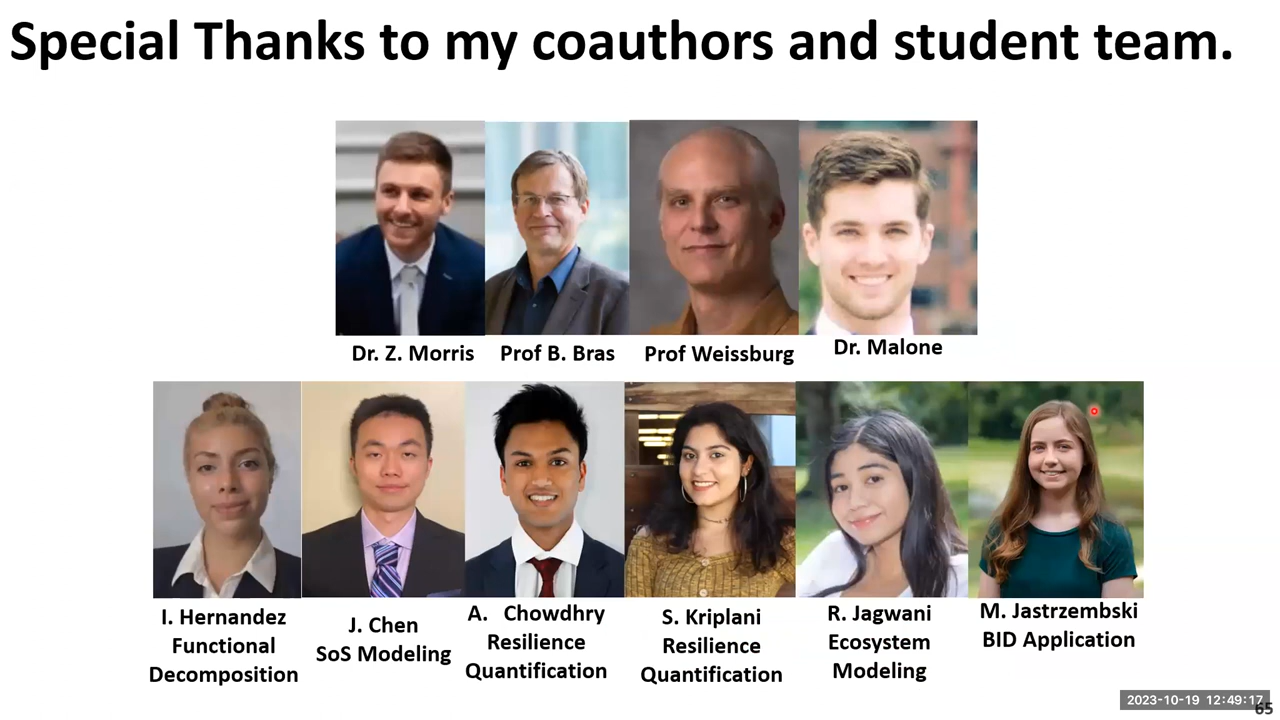 Special Thanks to my coauthors and student team.
Dr. Z. Morris
Prof B. Bras
Prof Weissburg
Dr. Malone
I. Hernandez
Functional
Decomposition
J. Chen
SoS Modeling
A. Chowdhry
Resilience
Quantification
S. Kriplani
Resilience
Quantification
R. Jagwani
Ecosystem
Modeling
M. Jastrzembski
BID Application
2023-10-19 12:49:17
65